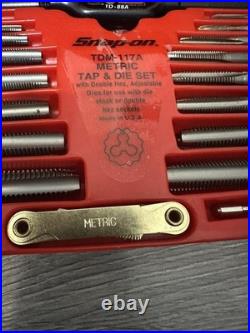 TD-88A
Snap-on
TDM-117A
METRIC
TAP & DIE SET
with Double Hex, Adjustable
Dies for use with die
stock or double
hex sockets
Made in U.S.A.
METRIC